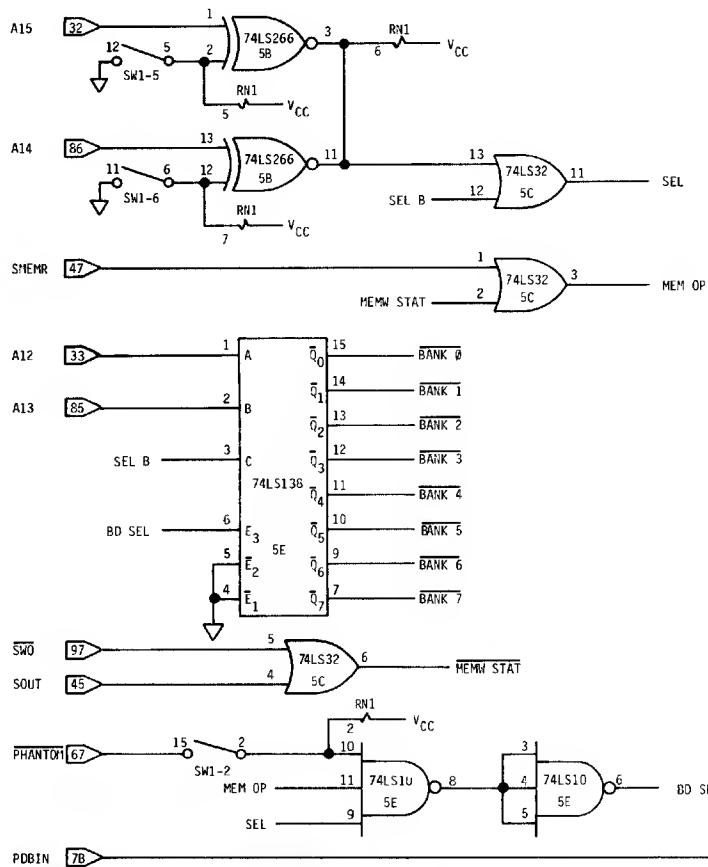 A15 32 1 74LS266 3 RN1
12 5 2 5B 6 VCC
SW1-5 RN1
5 VCC
A14 86 13 74LS266 11 13 74LS32 11 SEL
11 6 12 5B SEL B 12 5C
SW1-6 RN1
7 VCC
SMEMR 47 1 74LS32 3 MEM OP
MEMW STAT 2 5C
A12 33 1 A Q0 15 BANK 0
Q1 14 BANK 1
A13 85 2 B Q2 13 BANK 2
SEL B 3 C Q3 12 BANK 3
74LS138 Q4 11 BANK 4
BD SEL 6 E3 Q5 10 BANK 5
5 E2 5E Q6 9 BANK 6
4 E1 Q7 7 BANK 7
SWO 97 5 74LS32 6 MEMW STAT
SOUT 45 4 5C
RN1
2 VCC
PHANTOM 67 15 2 10 74LS10 8 3 74LS10 6
SW1-2
MEM OP 11 5E 4 5E BD SE
SEL 9 5
PDBIN 78